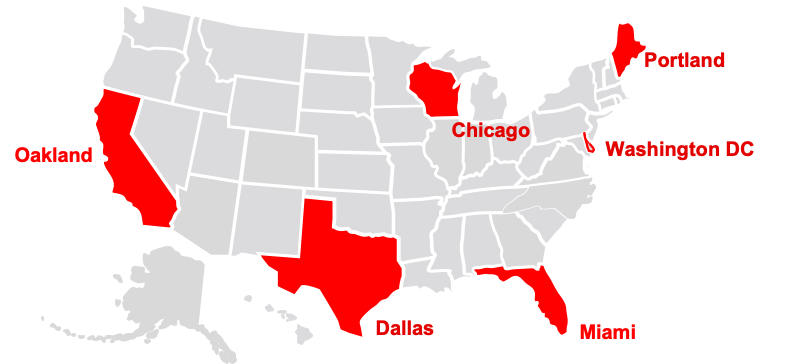 Portland
Chicago
Washington DC
Oakland
Dallas
Miami